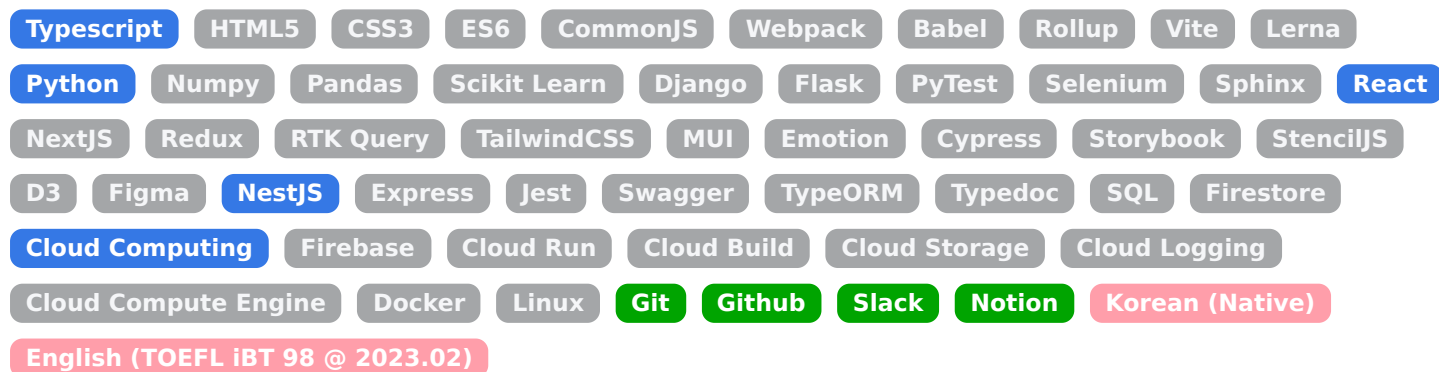 Typescript HTML5 CSS3 ES6 CommonJS Webpack Babel Rollup Vite Lerna
Python Numpy Pandas Scikit Learn Django Flask PyTest Selenium Sphinx React
NextJS Redux RTK Query TailwindCSS MUI Emotion Cypress Storybook StencilJS
D3 Figma NestJS Express Jest Swagger TypeORM Typedoc SQL Firestore
Cloud Computing Firebase Cloud Run Cloud Build Cloud Storage Cloud Logging
Cloud Compute Engine Docker Linux Git Github Slack Notion Korean (Native)
English (TOEFL iBT 98 @ 2023.02)